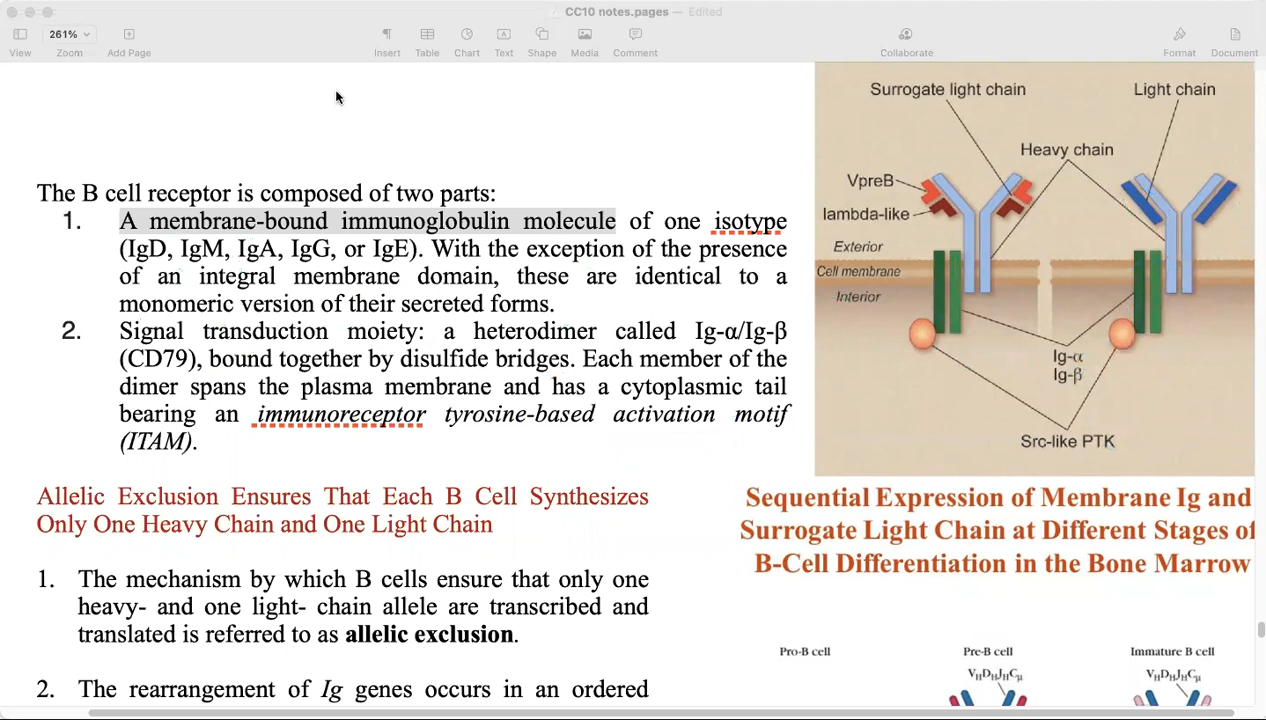 CC10 notes.pages — Edited
261%
View
Zoom
Add Page
Insert
Table
Chart
Text
Shape
Media
Comment
Collaborate
Format
Document
The B cell receptor is composed of two parts:
1. A membrane-bound immunoglobulin molecule of one isotype
(IgD, IgM, IgA, IgG, or IgE). With the exception of the presence
of an integral membrane domain, these are identical to a
monomeric version of their secreted forms.
2. Signal transduction moiety: a heterodimer called Ig-α/Ig-β
(CD79), bound together by disulfide bridges. Each member of the
dimer spans the plasma membrane and has a cytoplasmic tail
bearing an immunoreceptor tyrosine-based activation motif
(ITAM).
Allelic Exclusion Ensures That Each B Cell Synthesizes
Only One Heavy Chain and One Light Chain
1. The mechanism by which B cells ensure that only one
heavy- and one light- chain allele are transcribed and
translated is referred to as allelic exclusion.
2. The rearrangement of Ig genes occurs in an ordered
Surrogate light chain
Light chain
Heavy chain
VpreB
lambda-like
Exterior
Cell membrane
Interior
Ig-α
Ig-β
Src-like PTK
Sequential Expression of Membrane Ig and
Surrogate Light Chain at Different Stages of
B-Cell Differentiation in the Bone Marrow
Pro-B cell
Pre-B cell
Immature B cell
VHDHJHCμ
VHDHJHCμ